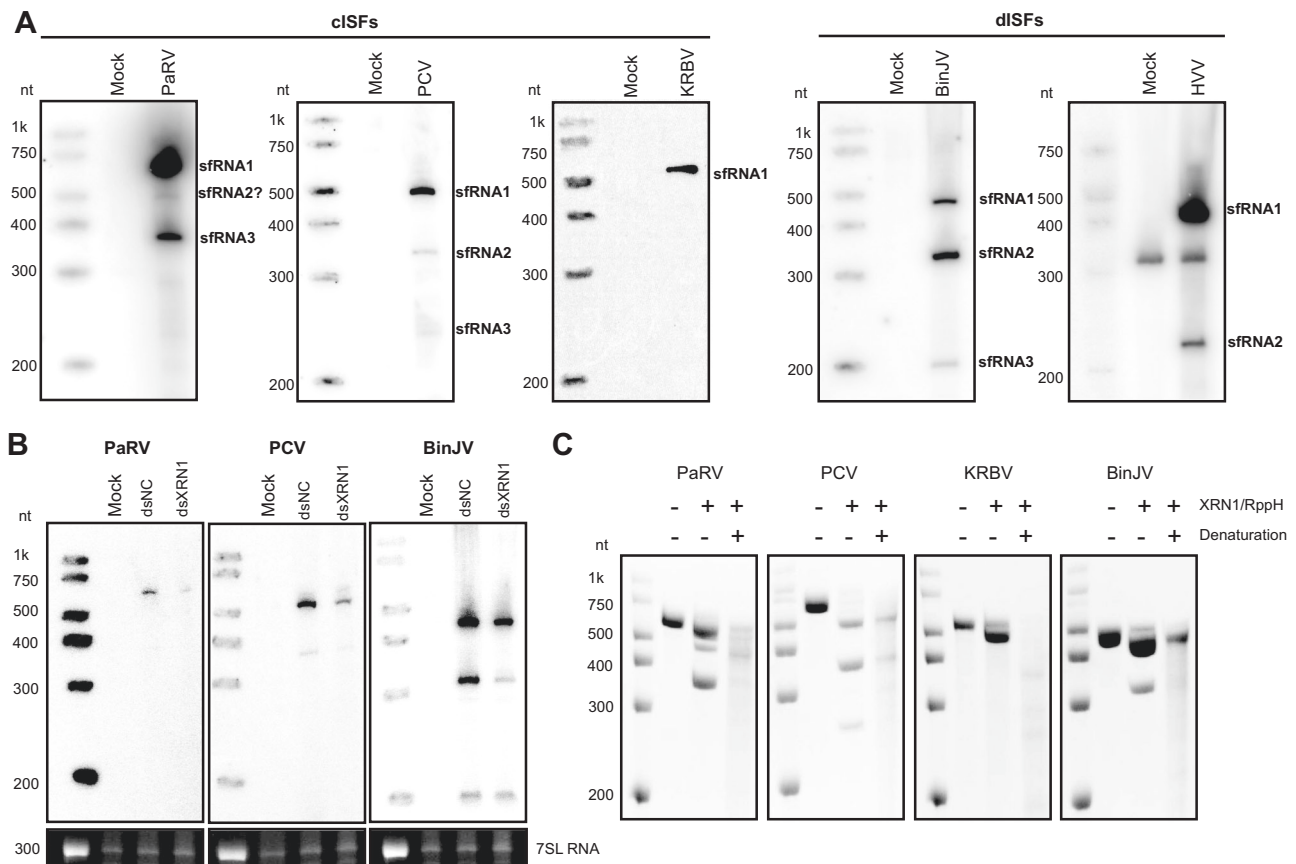 A
cISFs
dISFs
nt Mock PaRV
1k
750
500
400
300
200
sfRNA1
sfRNA2?
sfRNA3
nt Mock PCV
1k
750
500
400
300
200
sfRNA1
sfRNA2
sfRNA3
nt Mock KRBV
1k
750
500
400
300
200
sfRNA1
nt Mock BinJV
1k
750
500
400
300
200
sfRNA1
sfRNA2
sfRNA3
nt Mock HVV
1k
750
500
400
300
200
sfRNA1
sfRNA2
B
PaRV PCV BinJV
nt Mock dsNC dsXRN1 Mock dsNC dsXRN1 Mock dsNC dsXRN1
1k
750
500
400
300
200
300 7SL RNA
C
PaRV PCV KRBV BinJV
- + + - + + - + + - + + XRN1/RppH
- - + - - + - - + - - + Denaturation
nt
1k
750
500
400
300
200